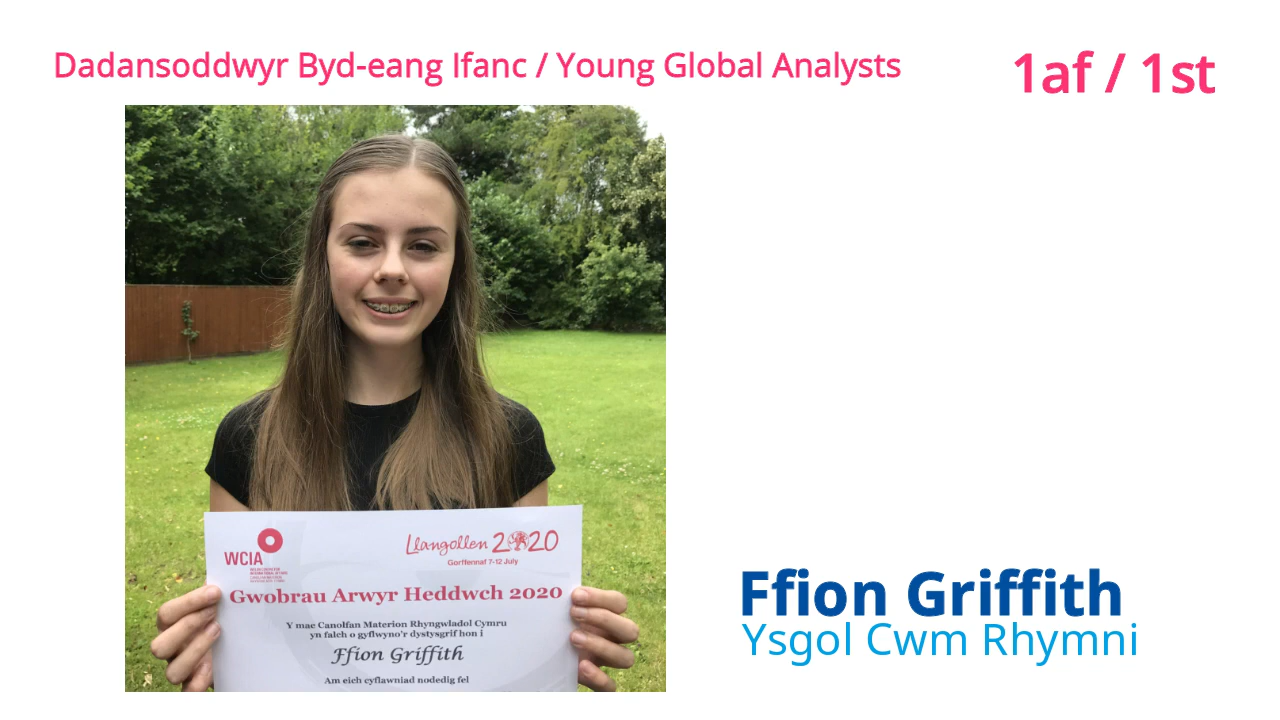 Dadansoddwyr Byd-eang Ifanc / Young Global Analysts
1af / 1st
WCIA
Llangollen 2020
Gorffennaf 7-12 July
Gwobrau Arwyr Heddwch 2020
Y mae Canolfan Materion Rhyngwladol Cymru
yn falch o gyflwyno'r dystysgrif hon i
Ffion Griffith
Am eich cyflawniad nodedig fel
Ffion Griffith
Ysgol Cwm Rhymni